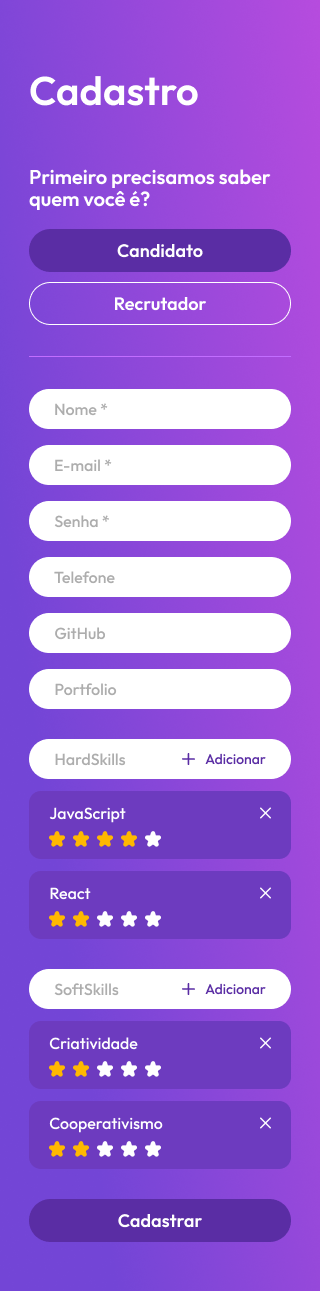 Cadastro
Primeiro precisamos saber
quem você é?
Candidato
Recrutador
Nome *
E-mail *
Senha *
Telefone
GitHub
Portfolio
HardSkills + Adicionar
JavaScript
React
SoftSkills + Adicionar
Criatividade
Cooperativismo
Cadastrar